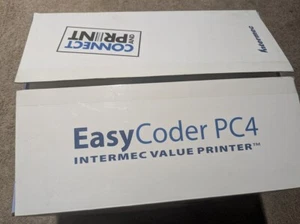 CONNECT
AND PRINT
Intermec
EasyCoder PC4
INTERMEC VALUE PRINTER™